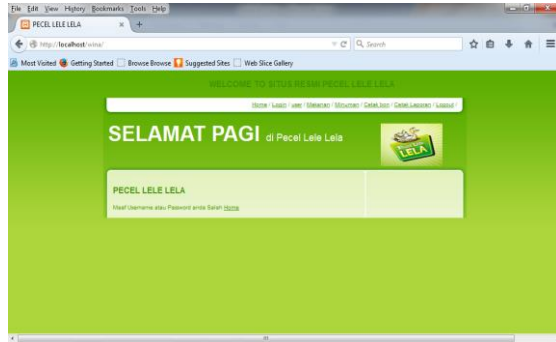 File Edit View History Bookmarks Tools Help
PECEL LELE LELA
http://localhost/wina/
Search
Most Visited Getting Started Browse Browse Suggested Sites Web Slice Gallery
WELCOME TO SITUS RESMI PECEL LELE LELA
Home / Login / user / Makanan / Minuman / Cetak bon / Cetak Laporan / Logout /
SELAMAT PAGI di Pecel Lele Lela
LELA
PECEL LELE LELA
Maaf Username atau Password anda Salah Home